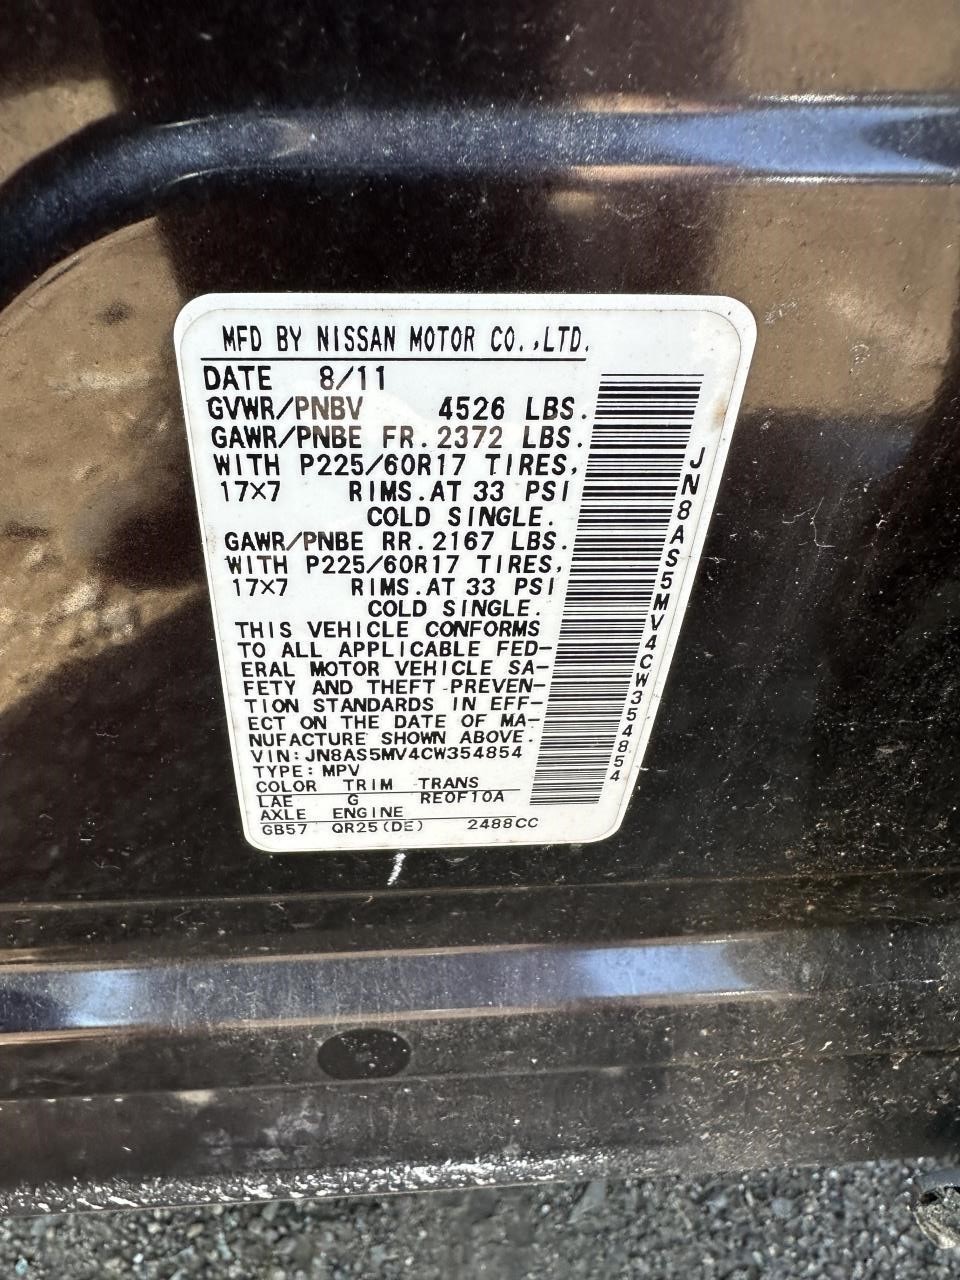 MFD BY NISSAN MOTOR CO.,LTD.
DATE 8/11
GVWR/PNBV 4526 LBS.
GAWR/PNBE FR.2372 LBS.
WITH P225/60R17 TIRES,
17×7 RIMS.AT 33 PSI
COLD SINGLE.
GAWR/PNBE RR.2167 LBS.
WITH P225/60R17 TIRES,
17×7 RIMS.AT 33 PSI
COLD SINGLE.
THIS VEHICLE CONFORMS
TO ALL APPLICABLE FED-
ERAL MOTOR VEHICLE SA-
FETY AND THEFT PREVEN-
TION STANDARDS IN EFF-
ECT ON THE DATE OF MA-
NUFACTURE SHOWN ABOVE.
VIN:JN8AS5MV4CW354854
TYPE:MPV
COLOR TRIM TRANS
LAE G RE0F10A
AXLE ENGINE
GB57 QR25(DE) 2488CC
JN8AS5MV4CW354854